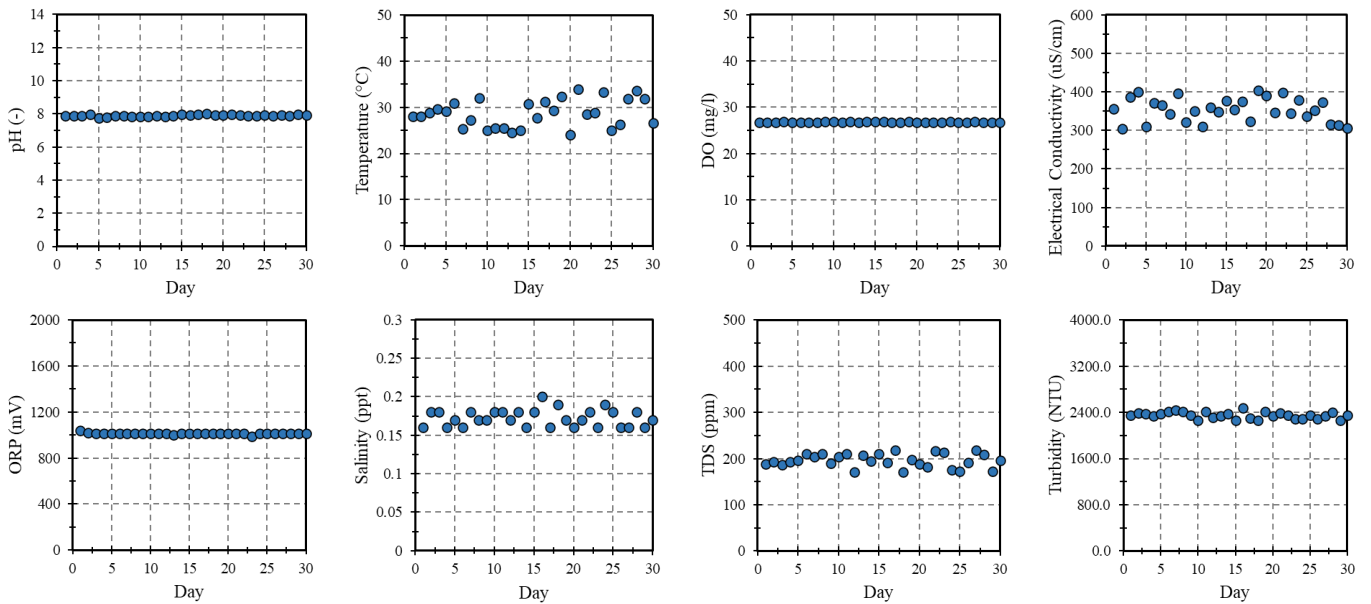 pH (-)
14
12
10
8
6
4
2
0
0 5 10 15 20 25 30
Day
Temperature (°C)
50
40
30
20
10
0
0 5 10 15 20 25 30
Day
DO (mg/l)
50
40
30
20
10
0
0 5 10 15 20 25 30
Day
Electrical Conductivity (uS/cm)
600
500
400
300
200
100
0
0 5 10 15 20 25 30
Day
ORP (mV)
2000
1600
1200
800
400
0
0 5 10 15 20 25 30
Day
Salinity (ppt)
0.3
0.25
0.2
0.15
0.1
0.05
0
0 5 10 15 20 25 30
Day
TDS (ppm)
500
400
300
200
100
0
0 5 10 15 20 25 30
Day
Turbidity (NTU)
4000.0
3200.0
2400.0
1600.0
800.0
0.0
0 5 10 15 20 25 30
Day